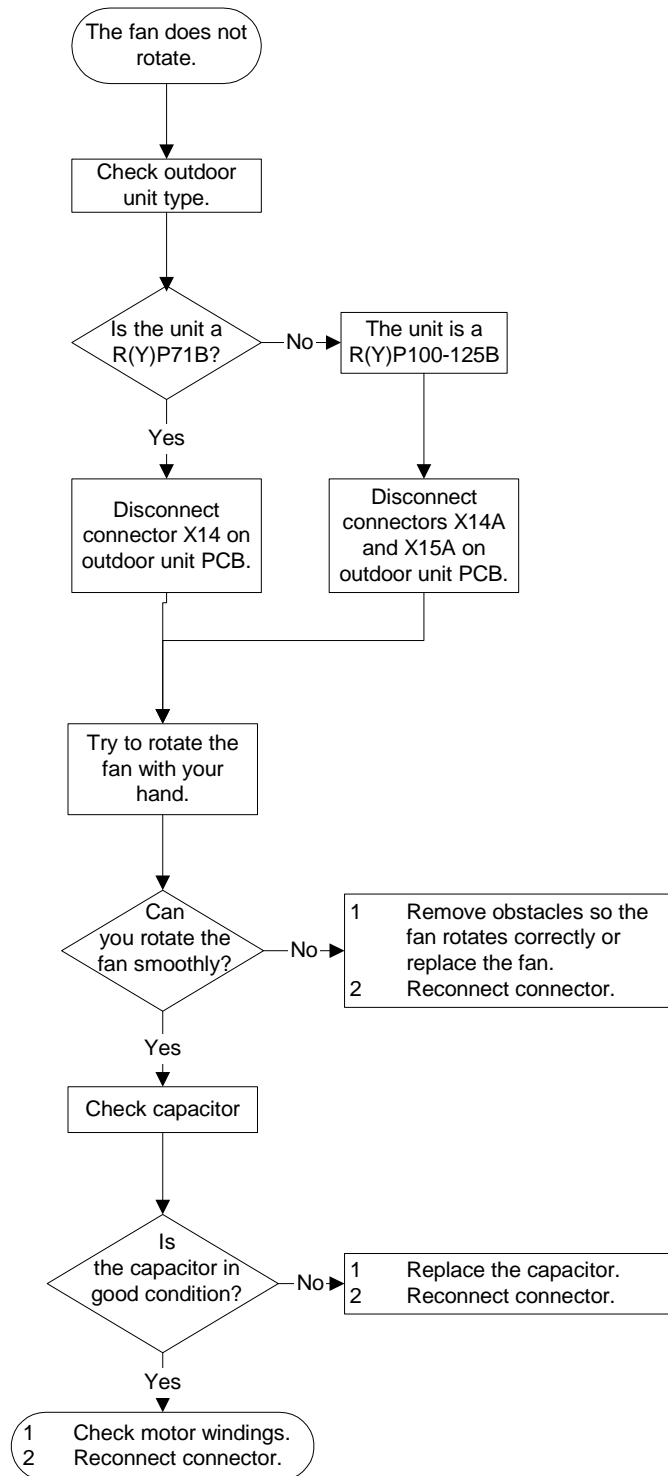 The fan does not
rotate.
Check outdoor
unit type.
Is the unit a
R(Y)P71B?
No
The unit is a
R(Y)P100-125B
Yes
Disconnect
connector X14 on
outdoor unit PCB.
Disconnect
connectors X14A
and X15A on
outdoor unit PCB.
Try to rotate the
fan with your
hand.
Can
you rotate the
fan smoothly?
No
1 Remove obstacles so the
fan rotates correctly or
replace the fan.
2 Reconnect connector.
Yes
Check capacitor
Is
the capacitor in
good condition?
No
1 Replace the capacitor.
2 Reconnect connector.
Yes
1 Check motor windings.
2 Reconnect connector.